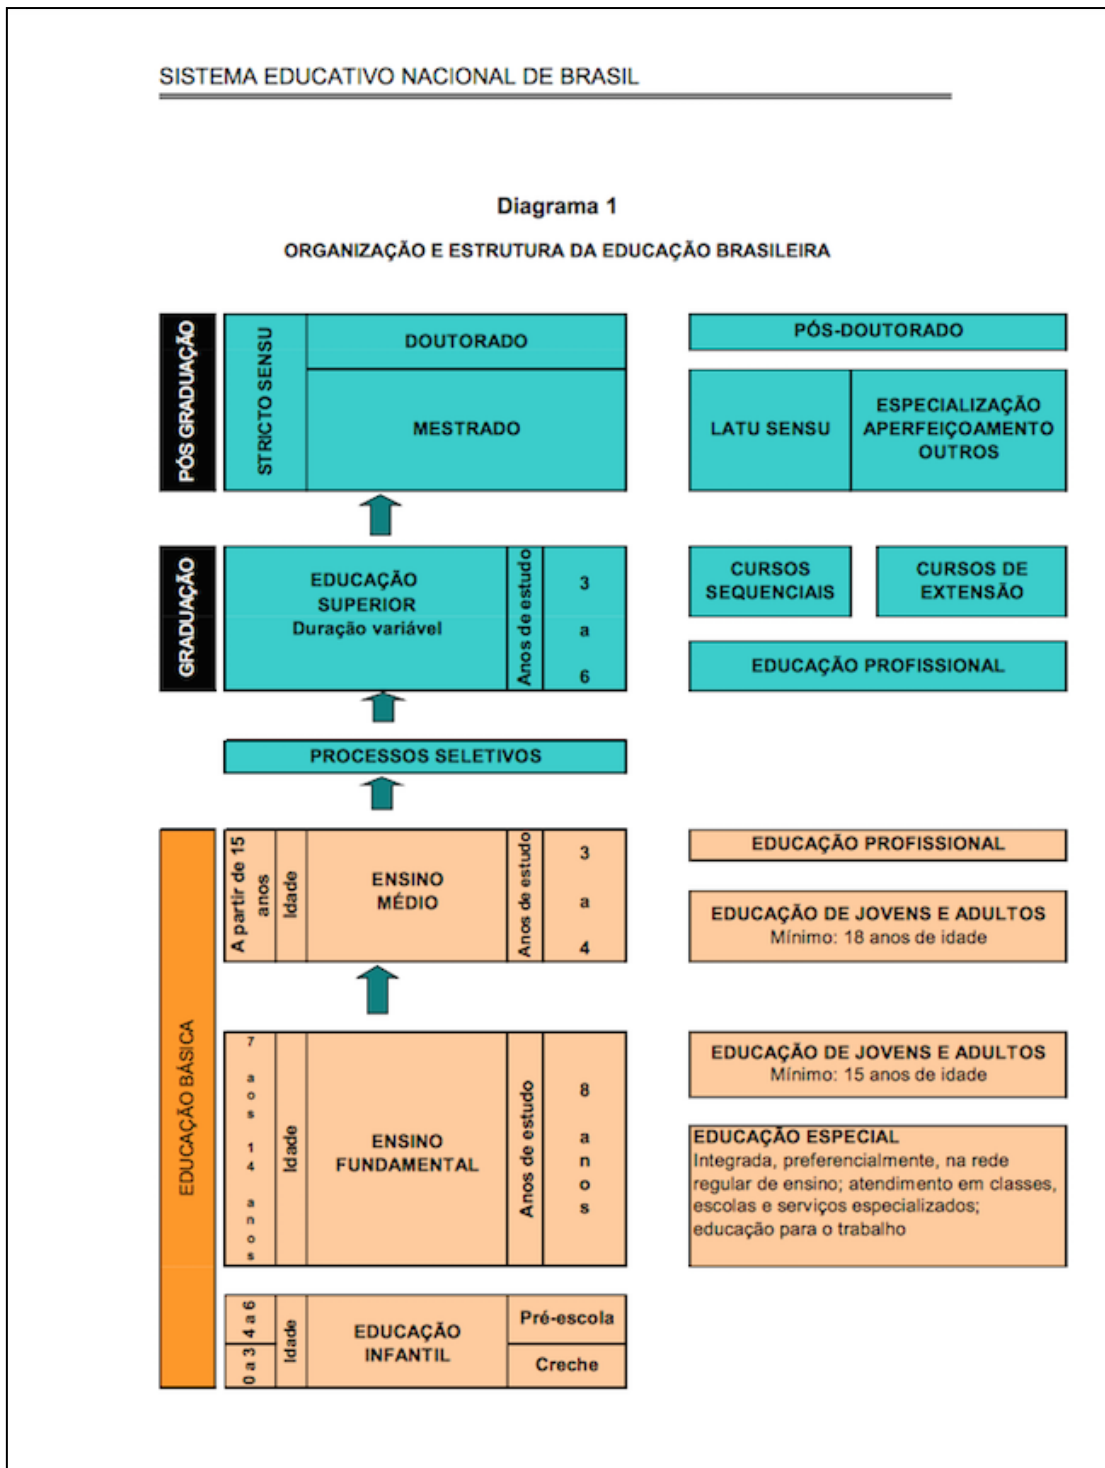 SISTEMA EDUCATIVO NACIONAL DE BRASIL
Diagrama 1
ORGANIZAÇÃO E ESTRUTURA DA EDUCAÇÃO BRASILEIRA
PÓS GRADUAÇÃO
STRICTO SENSU
DOUTORADO
MESTRADO
PÓS-DOUTORADO
LATU SENSU
ESPECIALIZAÇÃO
APERFEIÇOAMENTO
OUTROS
GRADUAÇÃO
EDUCAÇÃO
SUPERIOR
Duração variável
Anos de estudo
3
a
6
CURSOS
SEQUENCIAIS
CURSOS DE
EXTENSÃO
EDUCAÇÃO PROFISSIONAL
PROCESSOS SELETIVOS
EDUCAÇÃO BÁSICA
A partir de 15
anos
Idade
ENSINO
MÉDIO
Anos de estudo
3
a
4
EDUCAÇÃO PROFISSIONAL
EDUCAÇÃO DE JOVENS E ADULTOS
Mínimo: 18 anos de idade
7 aos 14 anos
Idade
ENSINO
FUNDAMENTAL
Anos de estudo
8 anos
EDUCAÇÃO DE JOVENS E ADULTOS
Mínimo: 15 anos de idade
EDUCAÇÃO ESPECIAL
Integrada, preferencialmente, na rede
regular de ensino; atendimento em classes,
escolas e serviços especializados;
educação para o trabalho
4 a 6
0 a 3
Idade
EDUCAÇÃO
INFANTIL
Pré-escola
Creche